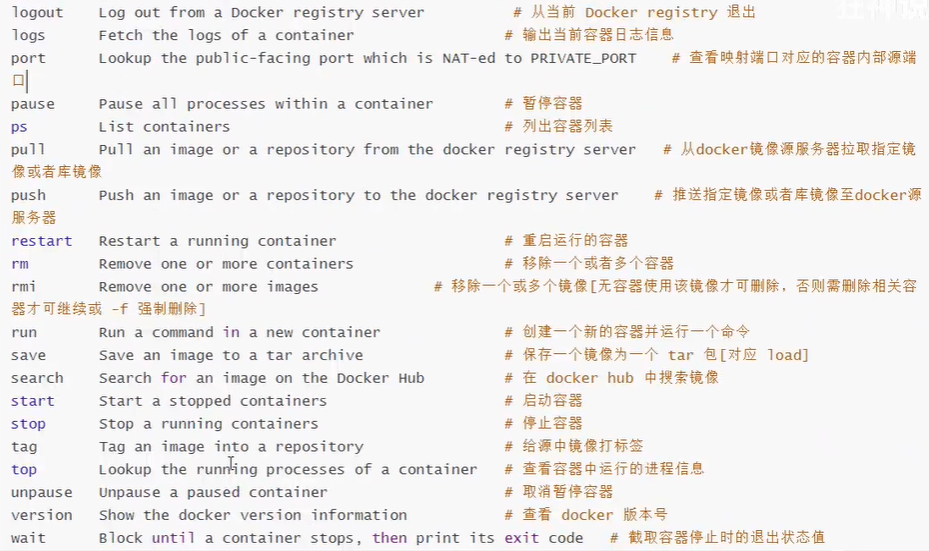 狂神说
logout Log out from a Docker registry server # 从当前 Docker registry 退出
logs Fetch the logs of a container # 输出当前容器日志信息
port Lookup the public-facing port which is NAT-ed to PRIVATE_PORT # 查看映射端口对应的容器内部源端
口
pause Pause all processes within a container # 暂停容器
ps List containers # 列出容器列表
pull Pull an image or a repository from the docker registry server # 从docker镜像源服务器拉取指定镜
像或者库镜像
push Push an image or a repository to the docker registry server # 推送指定镜像或者库镜像至docker源
服务器
restart Restart a running container # 重启运行的容器
rm Remove one or more containers # 移除一个或者多个容器
rmi Remove one or more images # 移除一个或多个镜像[无容器使用该镜像才可删除，否则需删除相关容
器才可继续或 -f 强制删除]
run Run a command in a new container # 创建一个新的容器并运行一个命令
save Save an image to a tar archive # 保存一个镜像为一个 tar 包[对应 load]
search Search for an image on the Docker Hub # 在 docker hub 中搜索镜像
start Start a stopped containers # 启动容器
stop Stop a running containers # 停止容器
tag Tag an image into a repository # 给源中镜像打标签
top Lookup the running processes of a container # 查看容器中运行的进程信息
unpause Unpause a paused container # 取消暂停容器
version Show the docker version information # 查看 docker 版本号
wait Block until a container stops, then print its exit code # 截取容器停止时的退出状态值